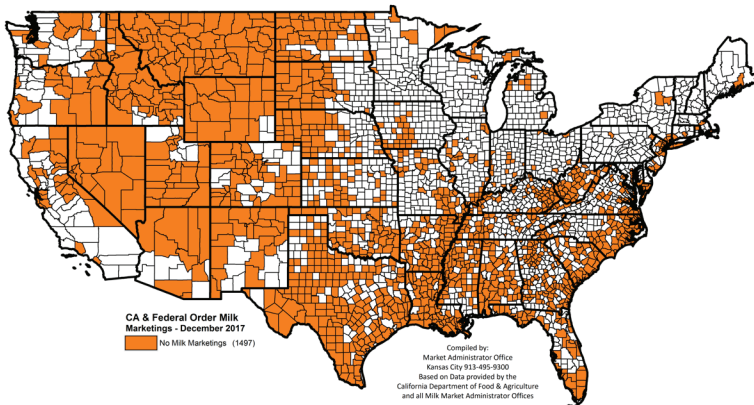 CA & Federal Order Milk
Marketings - December 2017
No Milk Marketings (1497)
Compiled by:
Market Administrator Office
Kansas City 913-495-9300
Based on Data provided by the
California Department of Food & Agriculture
and all Milk Market Administrator Offices